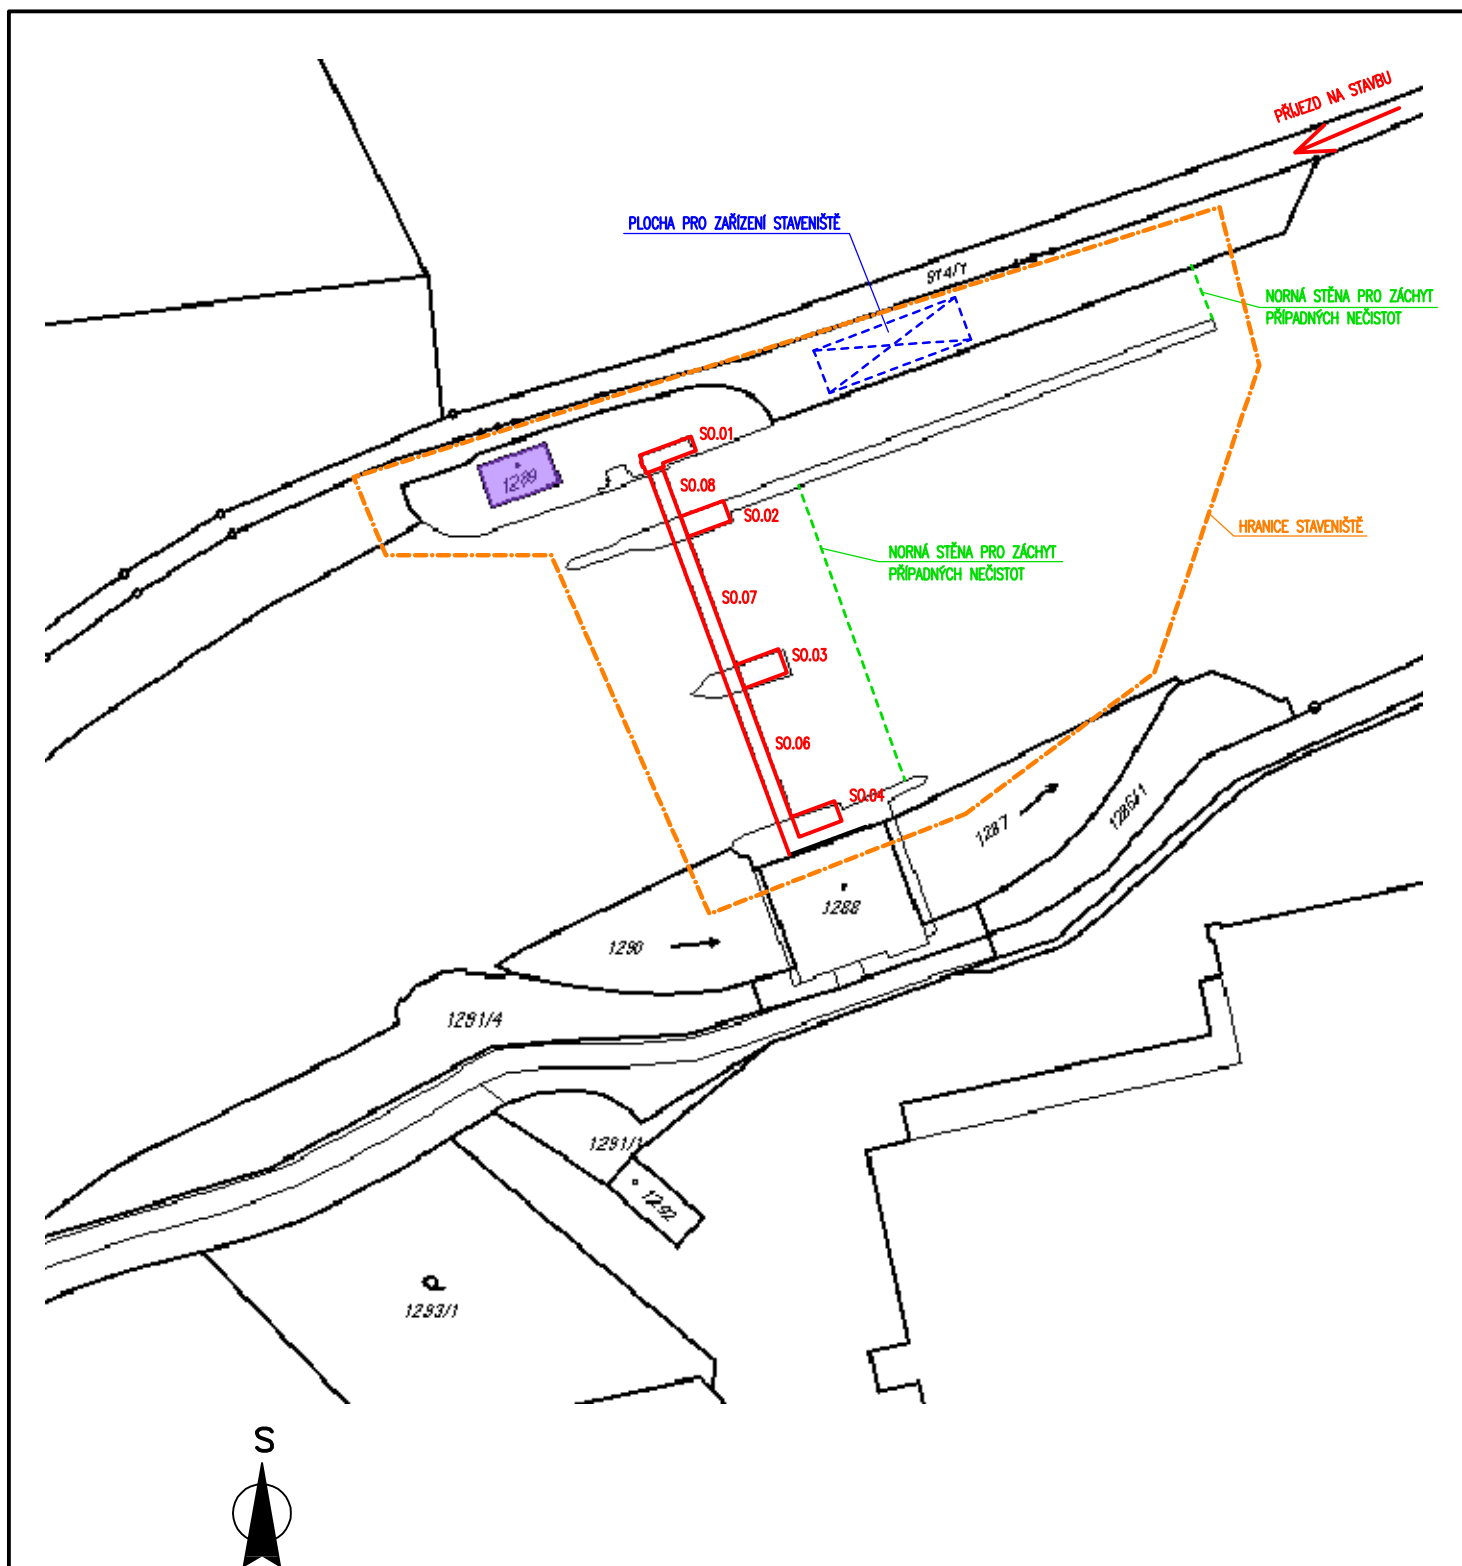 PŘÍJEZD NA STAVBU
PLOCHA PRO ZAŘÍZENÍ STAVENIŠTĚ
914/1
NORNÁ STĚNA PRO ZÁCHYT
PŘÍPADNÝCH NEČISTOT
SO.01
1289
SO.08
SO.02
HRANICE STAVENIŠTĚ
NORNÁ STĚNA PRO ZÁCHYT
PŘÍPADNÝCH NEČISTOT
SO.07
SO.03
SO.06
SO.04
1286/1
1287
1288
1290
1291/4
1291/1
1292
1293/1
S